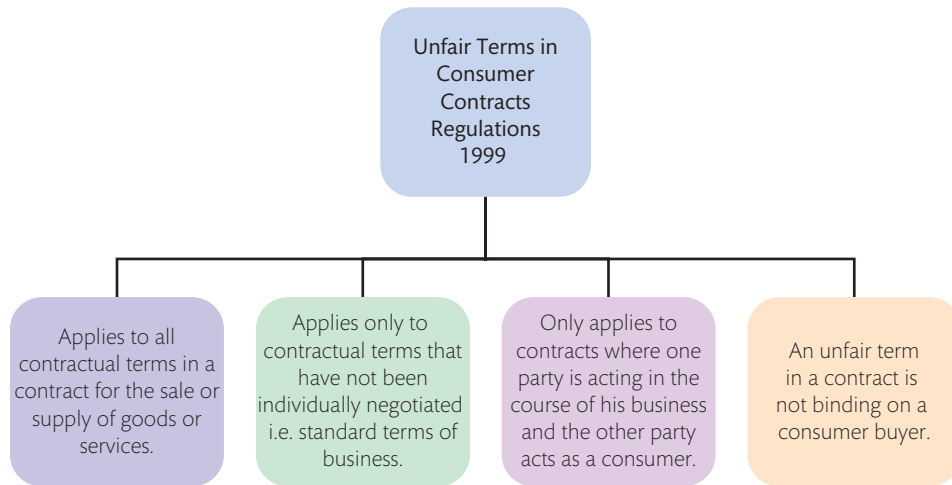 Unfair Terms in
Consumer
Contracts
Regulations
1999
Applies to all
contractual terms in a
contract for the sale or
supply of goods or
services.
Applies only to
contractual terms that
have not been
individually negotiated
i.e. standard terms of
business.
Only applies to
contracts where one
party is acting in the
course of his business
and the other party
acts as a consumer.
An unfair term
in a contract is
not binding on a
consumer buyer.